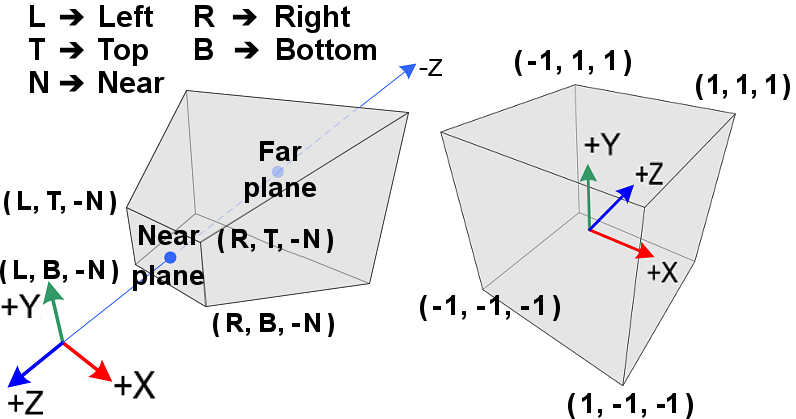 L ➔ Left R ➔ Right
T ➔ Top B ➔ Bottom
N ➔ Near
-Z
(-1, 1, 1)
(1, 1, 1)
Far
plane
+Y
+Z
(L, T, -N)
Near
plane
(R, T, -N)
(L, B, -N)
+X
+Y
(-1, -1, -1)
(R, B, -N)
+X
+Z
(1, -1, -1)